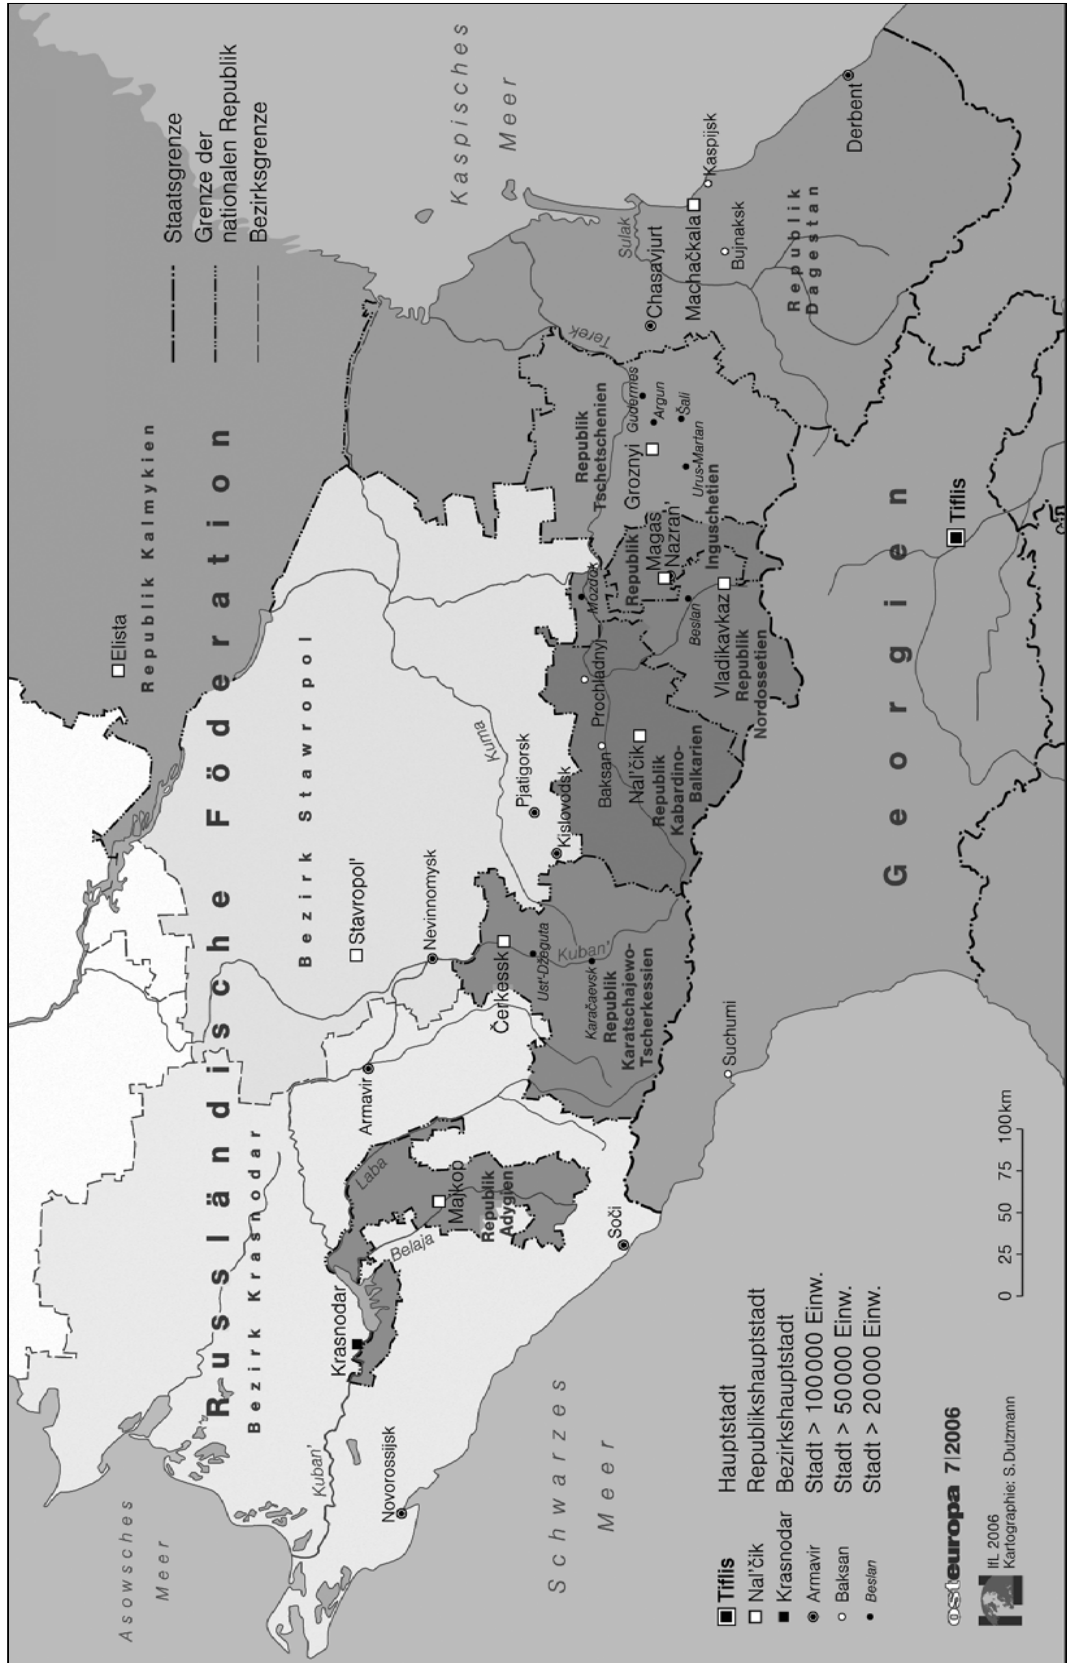 Russländische Föderation
Georgien
Asowsches
Meer
Schwarzes
Meer
Kaspisches
Meer
Republik Kalmykien
Elista
Bezirk Stawropol
Bezirk Krasnodar
Staatsgrenze
Grenze der
nationalen Republik
Bezirksgrenze
Kuban'
Krasnodar
Novorossijsk
Laba
Belaja
Majkop
Republik
Adygien
Soči
Armavir
Nevinnomysk
Stavropol'
Čerkessk
Ust'-Džeguta
Kuban'
Karačaevsk
Republik
Karatschajewo-
Tscherkessien
Suchumi
Kuma
Pjatigorsk
Kislovodsk
Baksan
Prochladnyj
Nal'čik
Republik
Kabardino-
Balkarien
Mozdok
Beslan
Vladikavkaz
Republik
Nordossetien
Republik
Inguschetien
Magas
Nazran'
Republik
Tschetschenien
Groznyi
Gudermes
Argun
Šali
Urus-Martan
Terek
Sulak
Chasavjurt
Machačkala
Kaspijsk
Bujnaksk
Republik
Dagestan
Derbent
Tiflis
Tiflis Hauptstadt
Nal'čik Republikshauptstadt
Krasnodar Bezirkshauptstadt
Armavir Stadt > 100 000 Einw.
Baksan Stadt > 50 000 Einw.
Beslan Stadt > 20 000 Einw.
0 25 50 75 100 km
osteuropa 7|2006
IfL 2006
Kartographie: S. Dutzmann